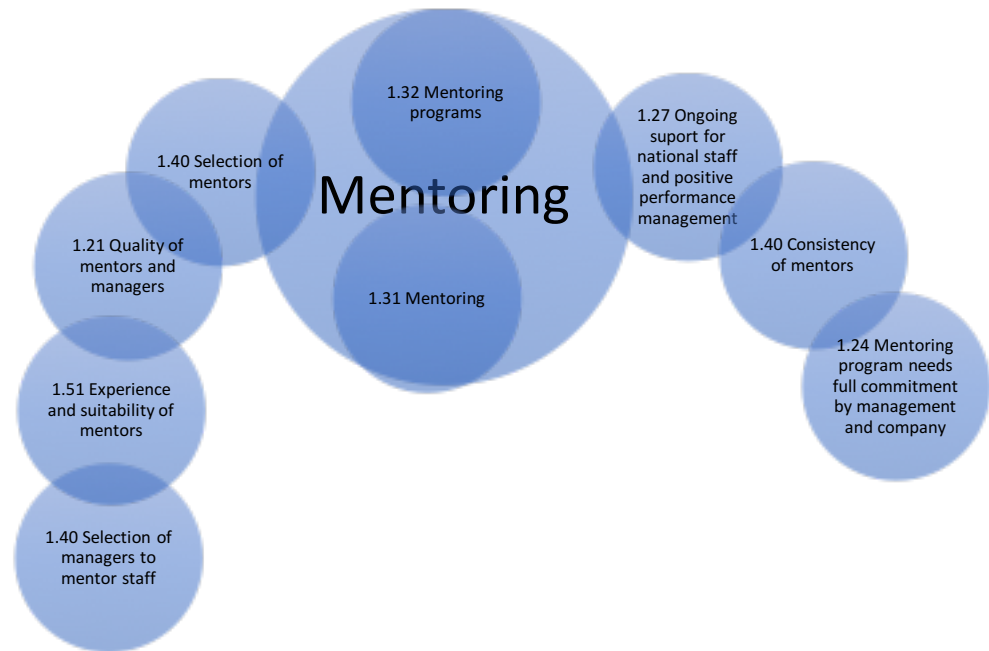 1.32 Mentoring
programs
Mentoring
1.31 Mentoring
1.40 Selection of
mentors
1.21 Quality of
mentors and
managers
1.51 Experience
and suitability of
mentors
1.40 Selection of
managers to
mentor staff
1.27 Ongoing
suport for
national staff
and positive
performance
management
1.40 Consistency
of mentors
1.24 Mentoring
program needs
full commitment
by management
and company